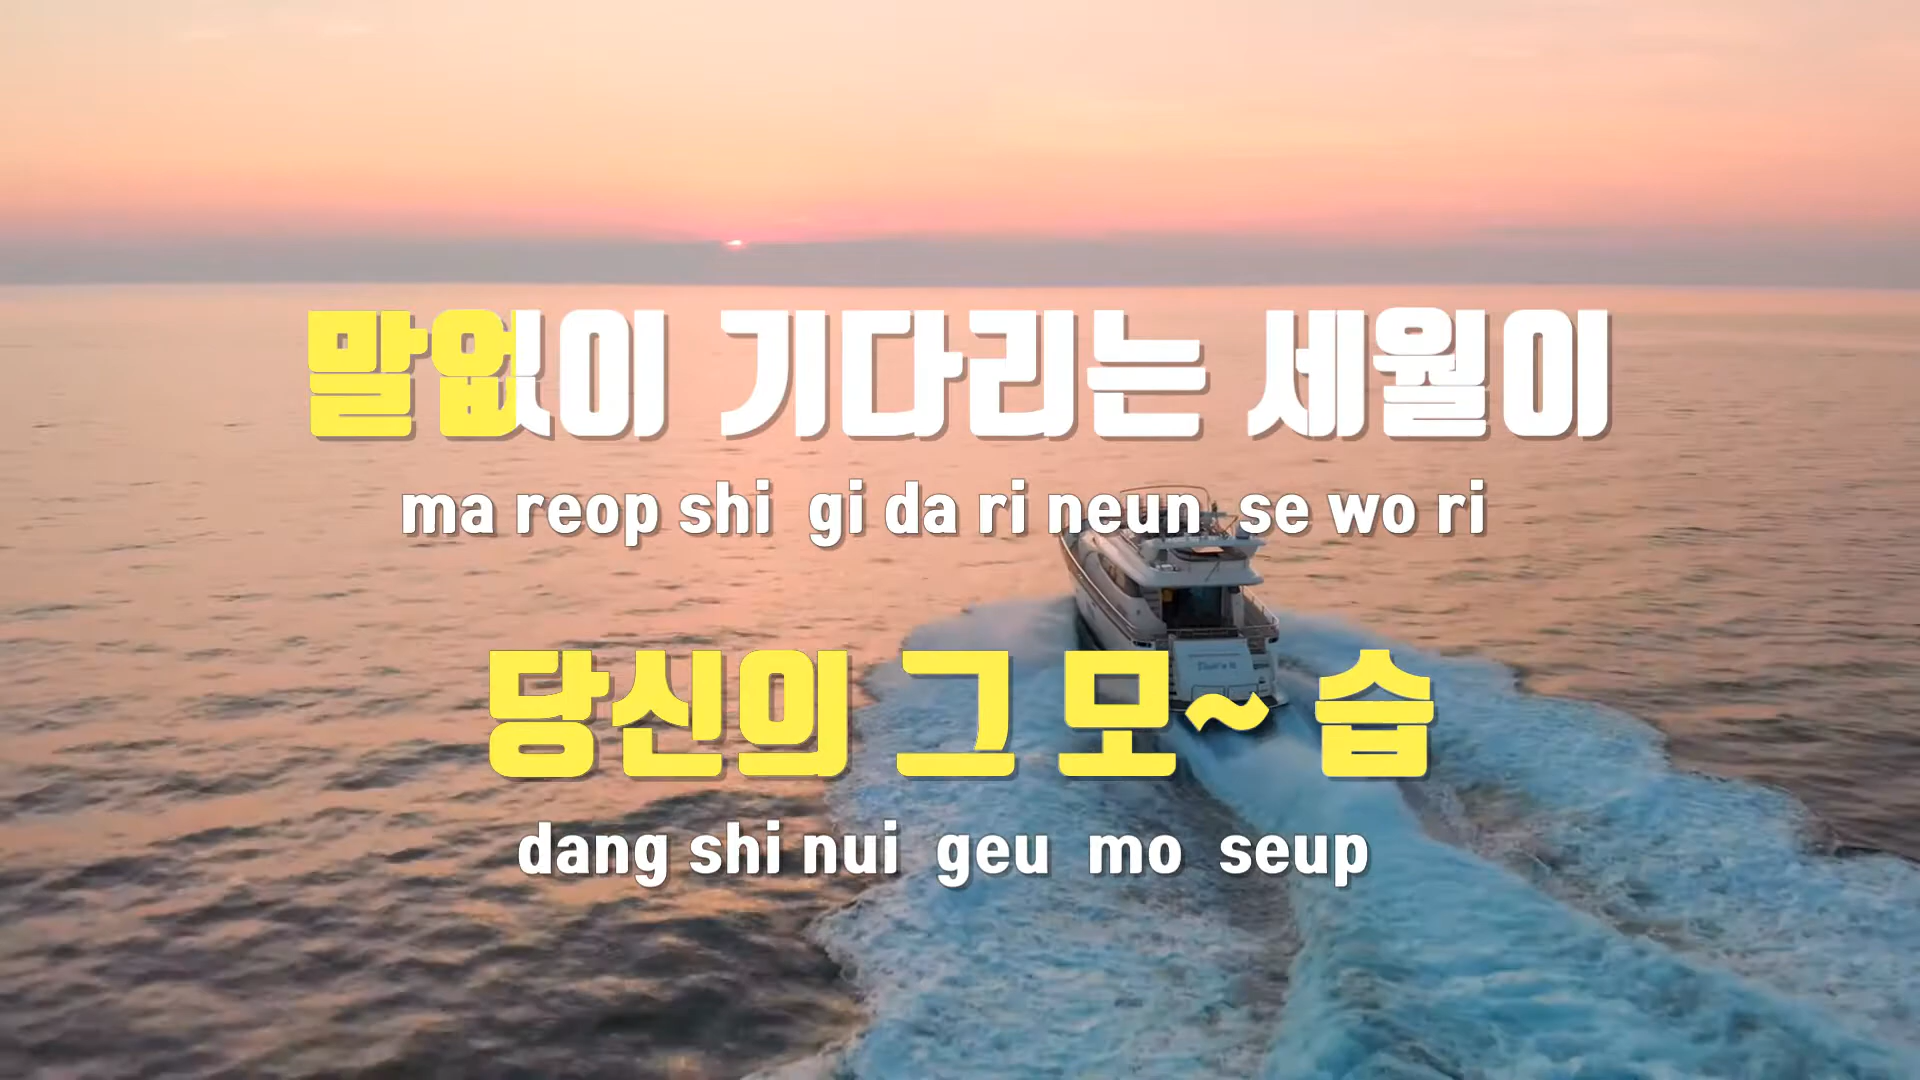 말없이 기다리는 세월이
ma reop shi gi da ri neun se wo ri
당신의 그 모~ 습
dang shi nui geu mo seup